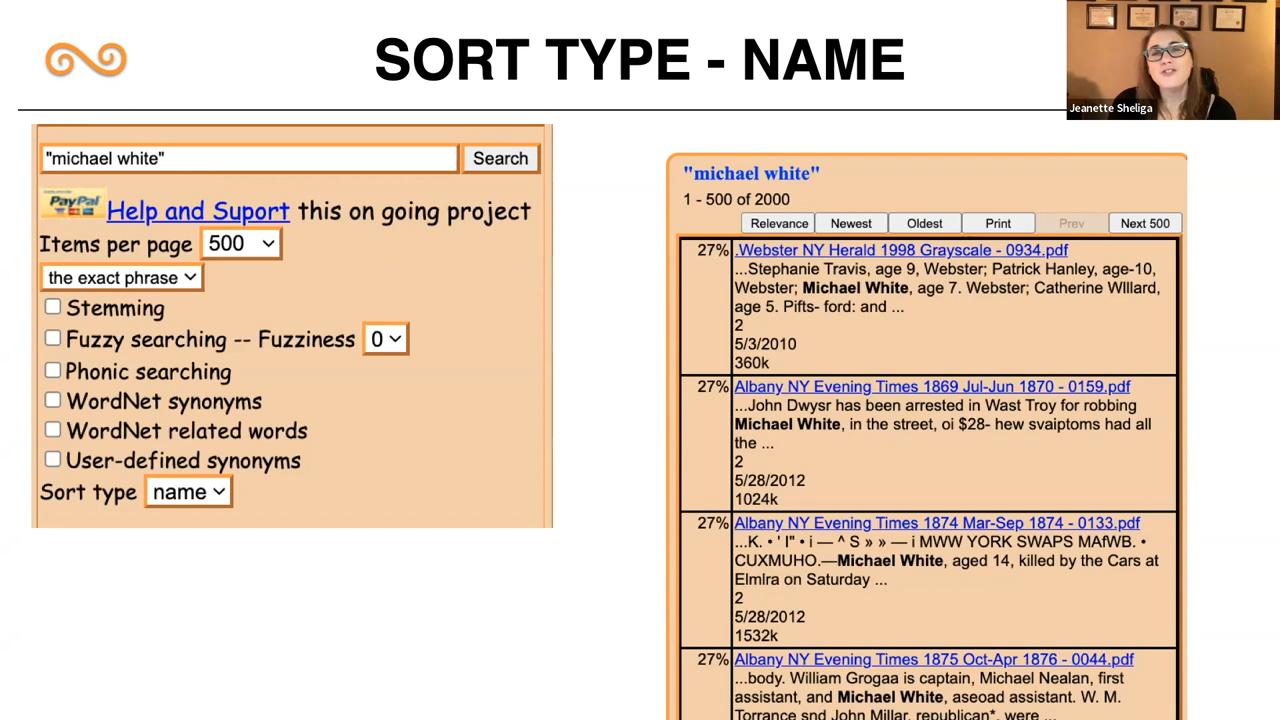 SORT TYPE - NAME
Jeanette Sheliga
"michael white"
Search
PayPal
Help and Suport this on going project
Items per page 500
the exact phrase
Stemming
Fuzzy searching -- Fuzziness 0
Phonic searching
WordNet synonyms
WordNet related words
User-defined synonyms
Sort type name
"michael white"
1 - 500 of 2000
Relevance Newest Oldest Print Prev Next 500
27% .Webster NY Herald 1998 Grayscale - 0934.pdf
...Stephanie Travis, age 9, Webster; Patrick Hanley, age-10,
Webster; Michael White, age 7. Webster; Catherine WIllard,
age 5. Pifts- ford: and ...
2
5/3/2010
360k
27% Albany NY Evening Times 1869 Jul-Jun 1870 - 0159.pdf
...John Dwysr has been arrested in Wast Troy for robbing
Michael White, in the street, oi $28- hew svaiptoms had all
the ...
2
5/28/2012
1024k
27% Albany NY Evening Times 1874 Mar-Sep 1874 - 0133.pdf
...K. • ' I" • i — ^ S » » — i MWW YORK SWAPS MAfWB. •
CUXMUHO.—Michael White, aged 14, killed by the Cars at
Elmlra on Saturday ...
2
5/28/2012
1532k
27% Albany NY Evening Times 1875 Oct-Apr 1876 - 0044.pdf
...body. William Grogaa is captain, Michael Nealan, first
assistant, and Michael White, aseoad assistant. W. M.
Torrance snd John Millar, republican*, were ...